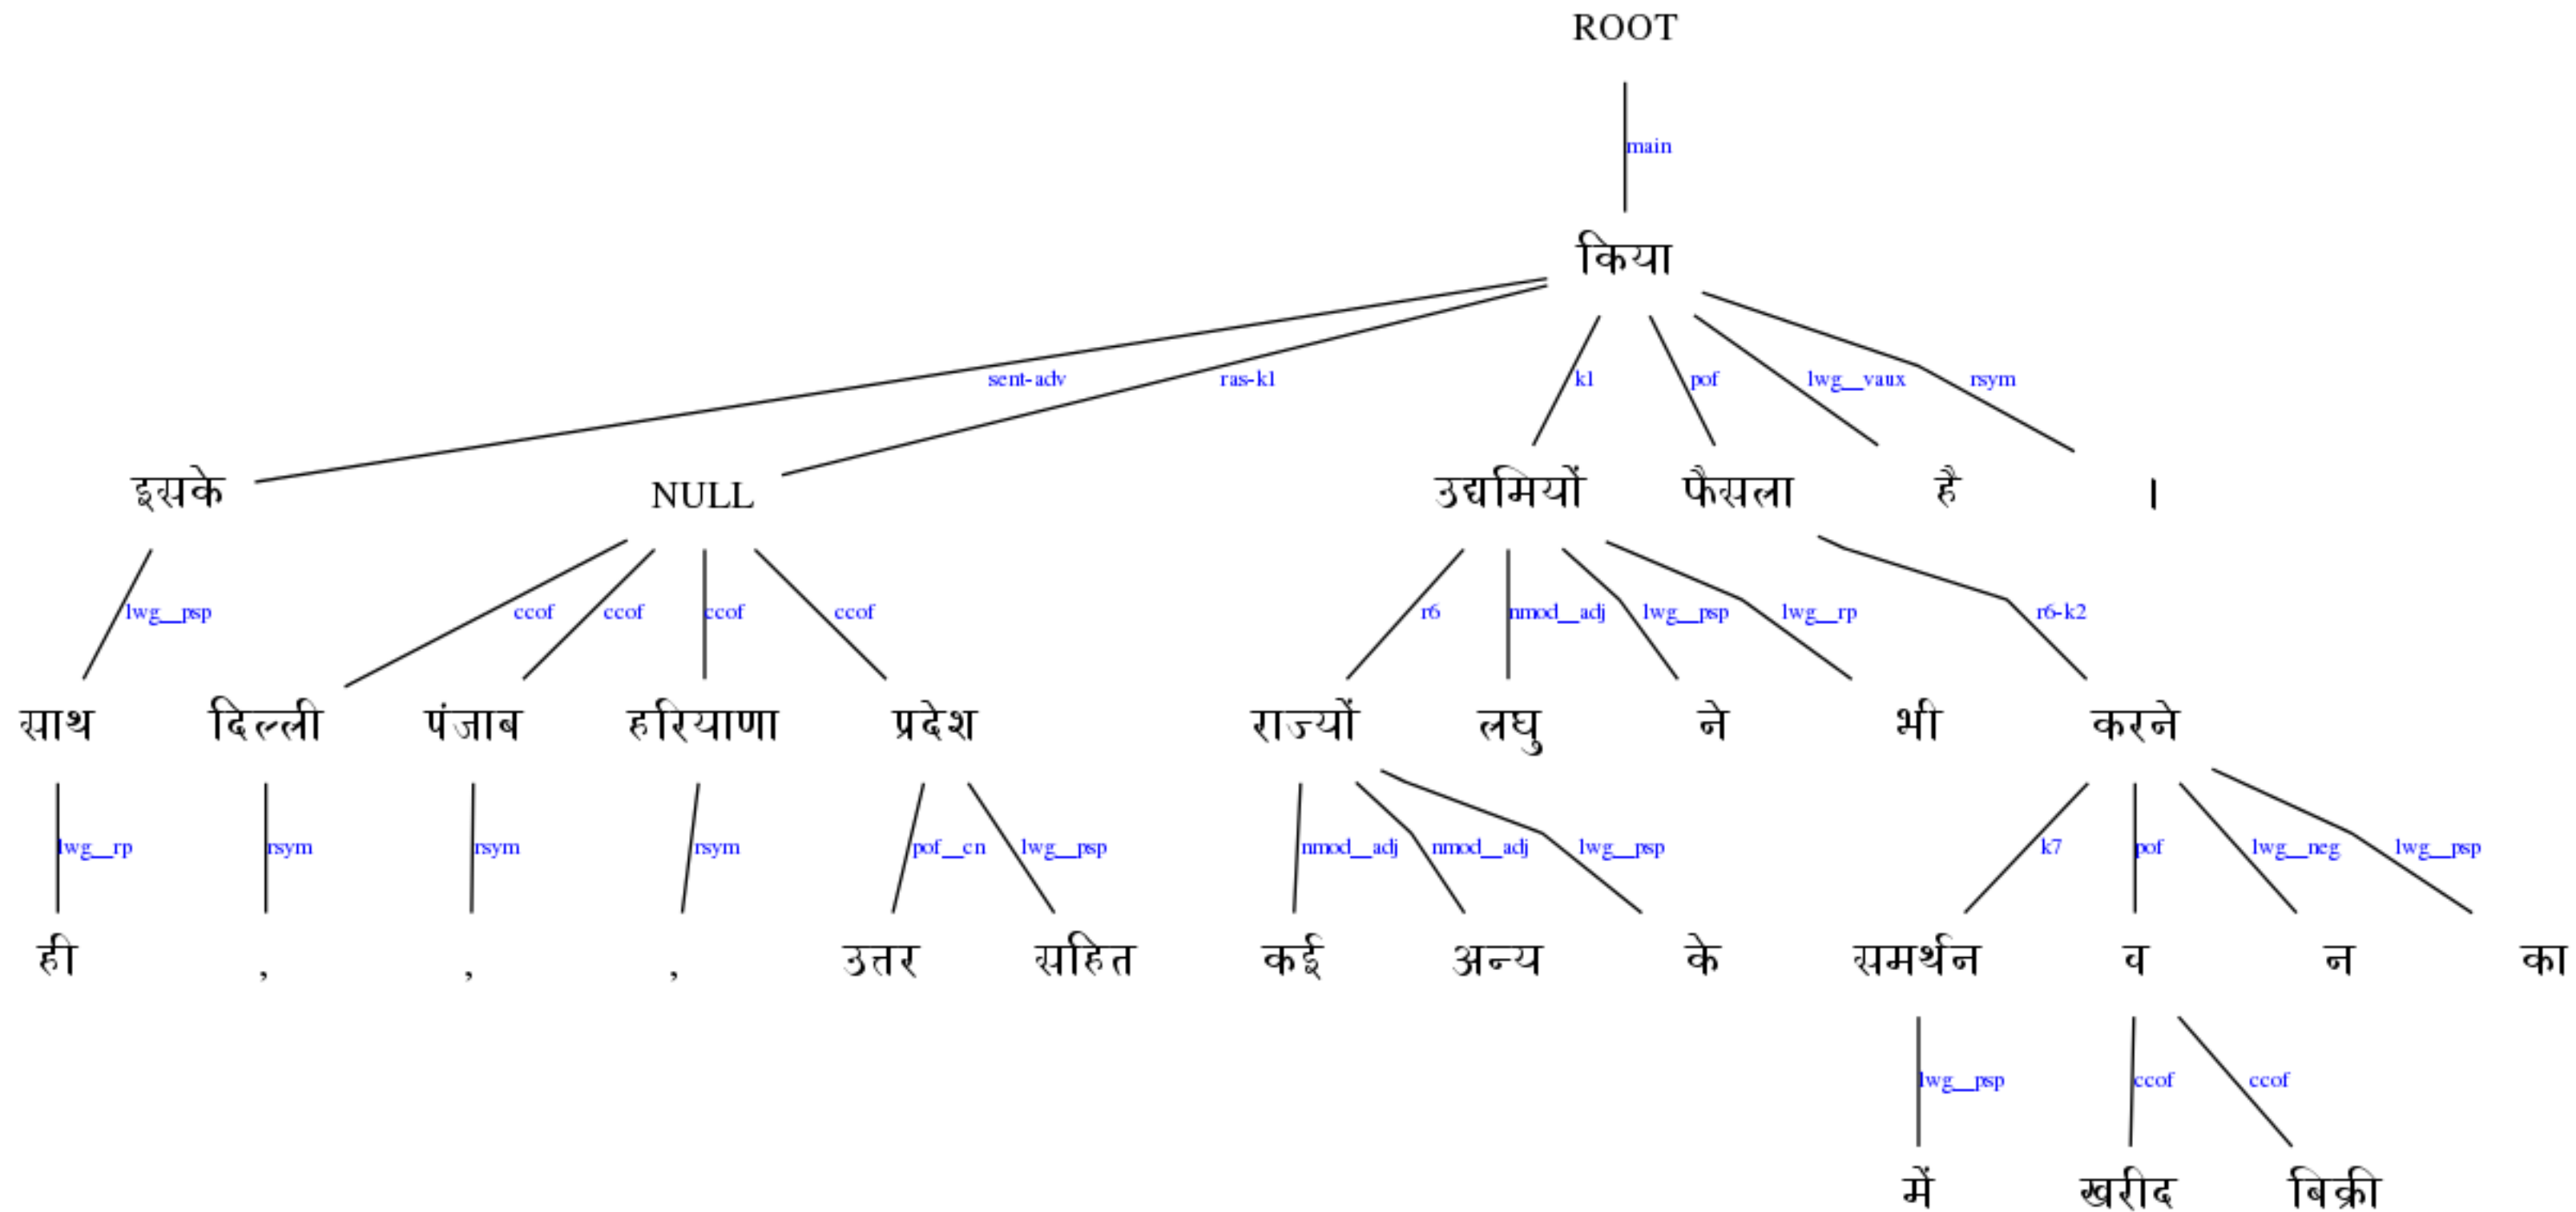 ROOT
main
किया
sent-adv ras-k1 k1 pof lwg__vaux rsym
इसके NULL उद्यमियों फैसला है ।
lwg__psp ccof ccof ccof ccof r6 nmod__adj lwg__psp lwg__rp r6-k2
साथ दिल्ली पंजाब हरियाणा प्रदेश राज्यों लघु ने भी करने
lwg__rp rsym rsym rsym pof__cn lwg__psp nmod__adj nmod__adj lwg__psp k7 pof lwg__neg lwg__psp
ही , , , उत्तर सहित कई अन्य के समर्थन व न का
lwg__psp ccof ccof
में खरीद बिक्री